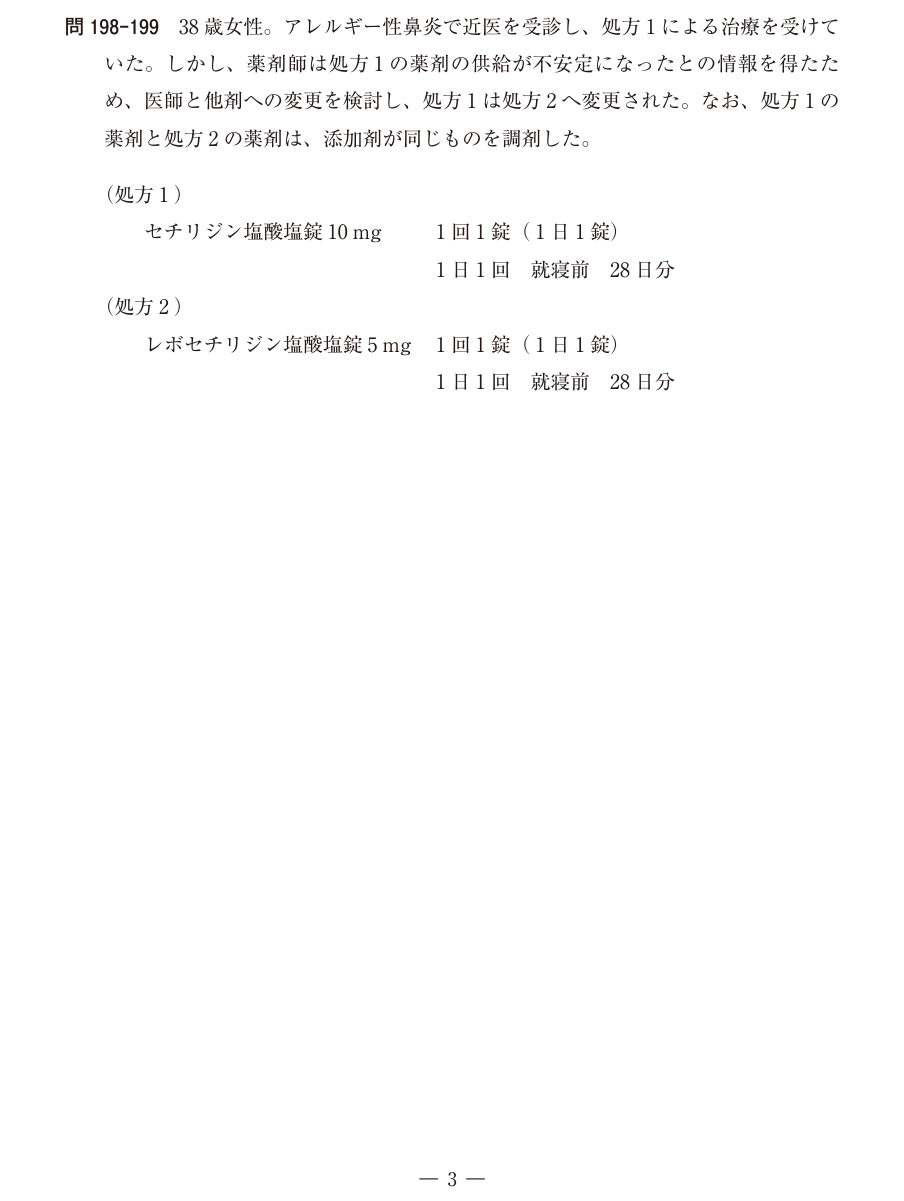 問 198-199　38 歳女性。アレルギー性鼻炎で近医を受診し、処方１による治療を受けて
いた。しかし、薬剤師は処方１の薬剤の供給が不安定になったとの情報を得たた
め、医師と他剤への変更を検討し、処方１は処方２へ変更された。なお、処方１の
薬剤と処方２の薬剤は、添加剤が同じものを調剤した。
（処方１）
セチリジン塩酸塩錠 10 mg　１回１錠（１日１錠）
１日１回　就寝前　28 日分
（処方２）
レボセチリジン塩酸塩錠 5 mg　１回１錠（１日１錠）
１日１回　就寝前　28 日分
— 3 —